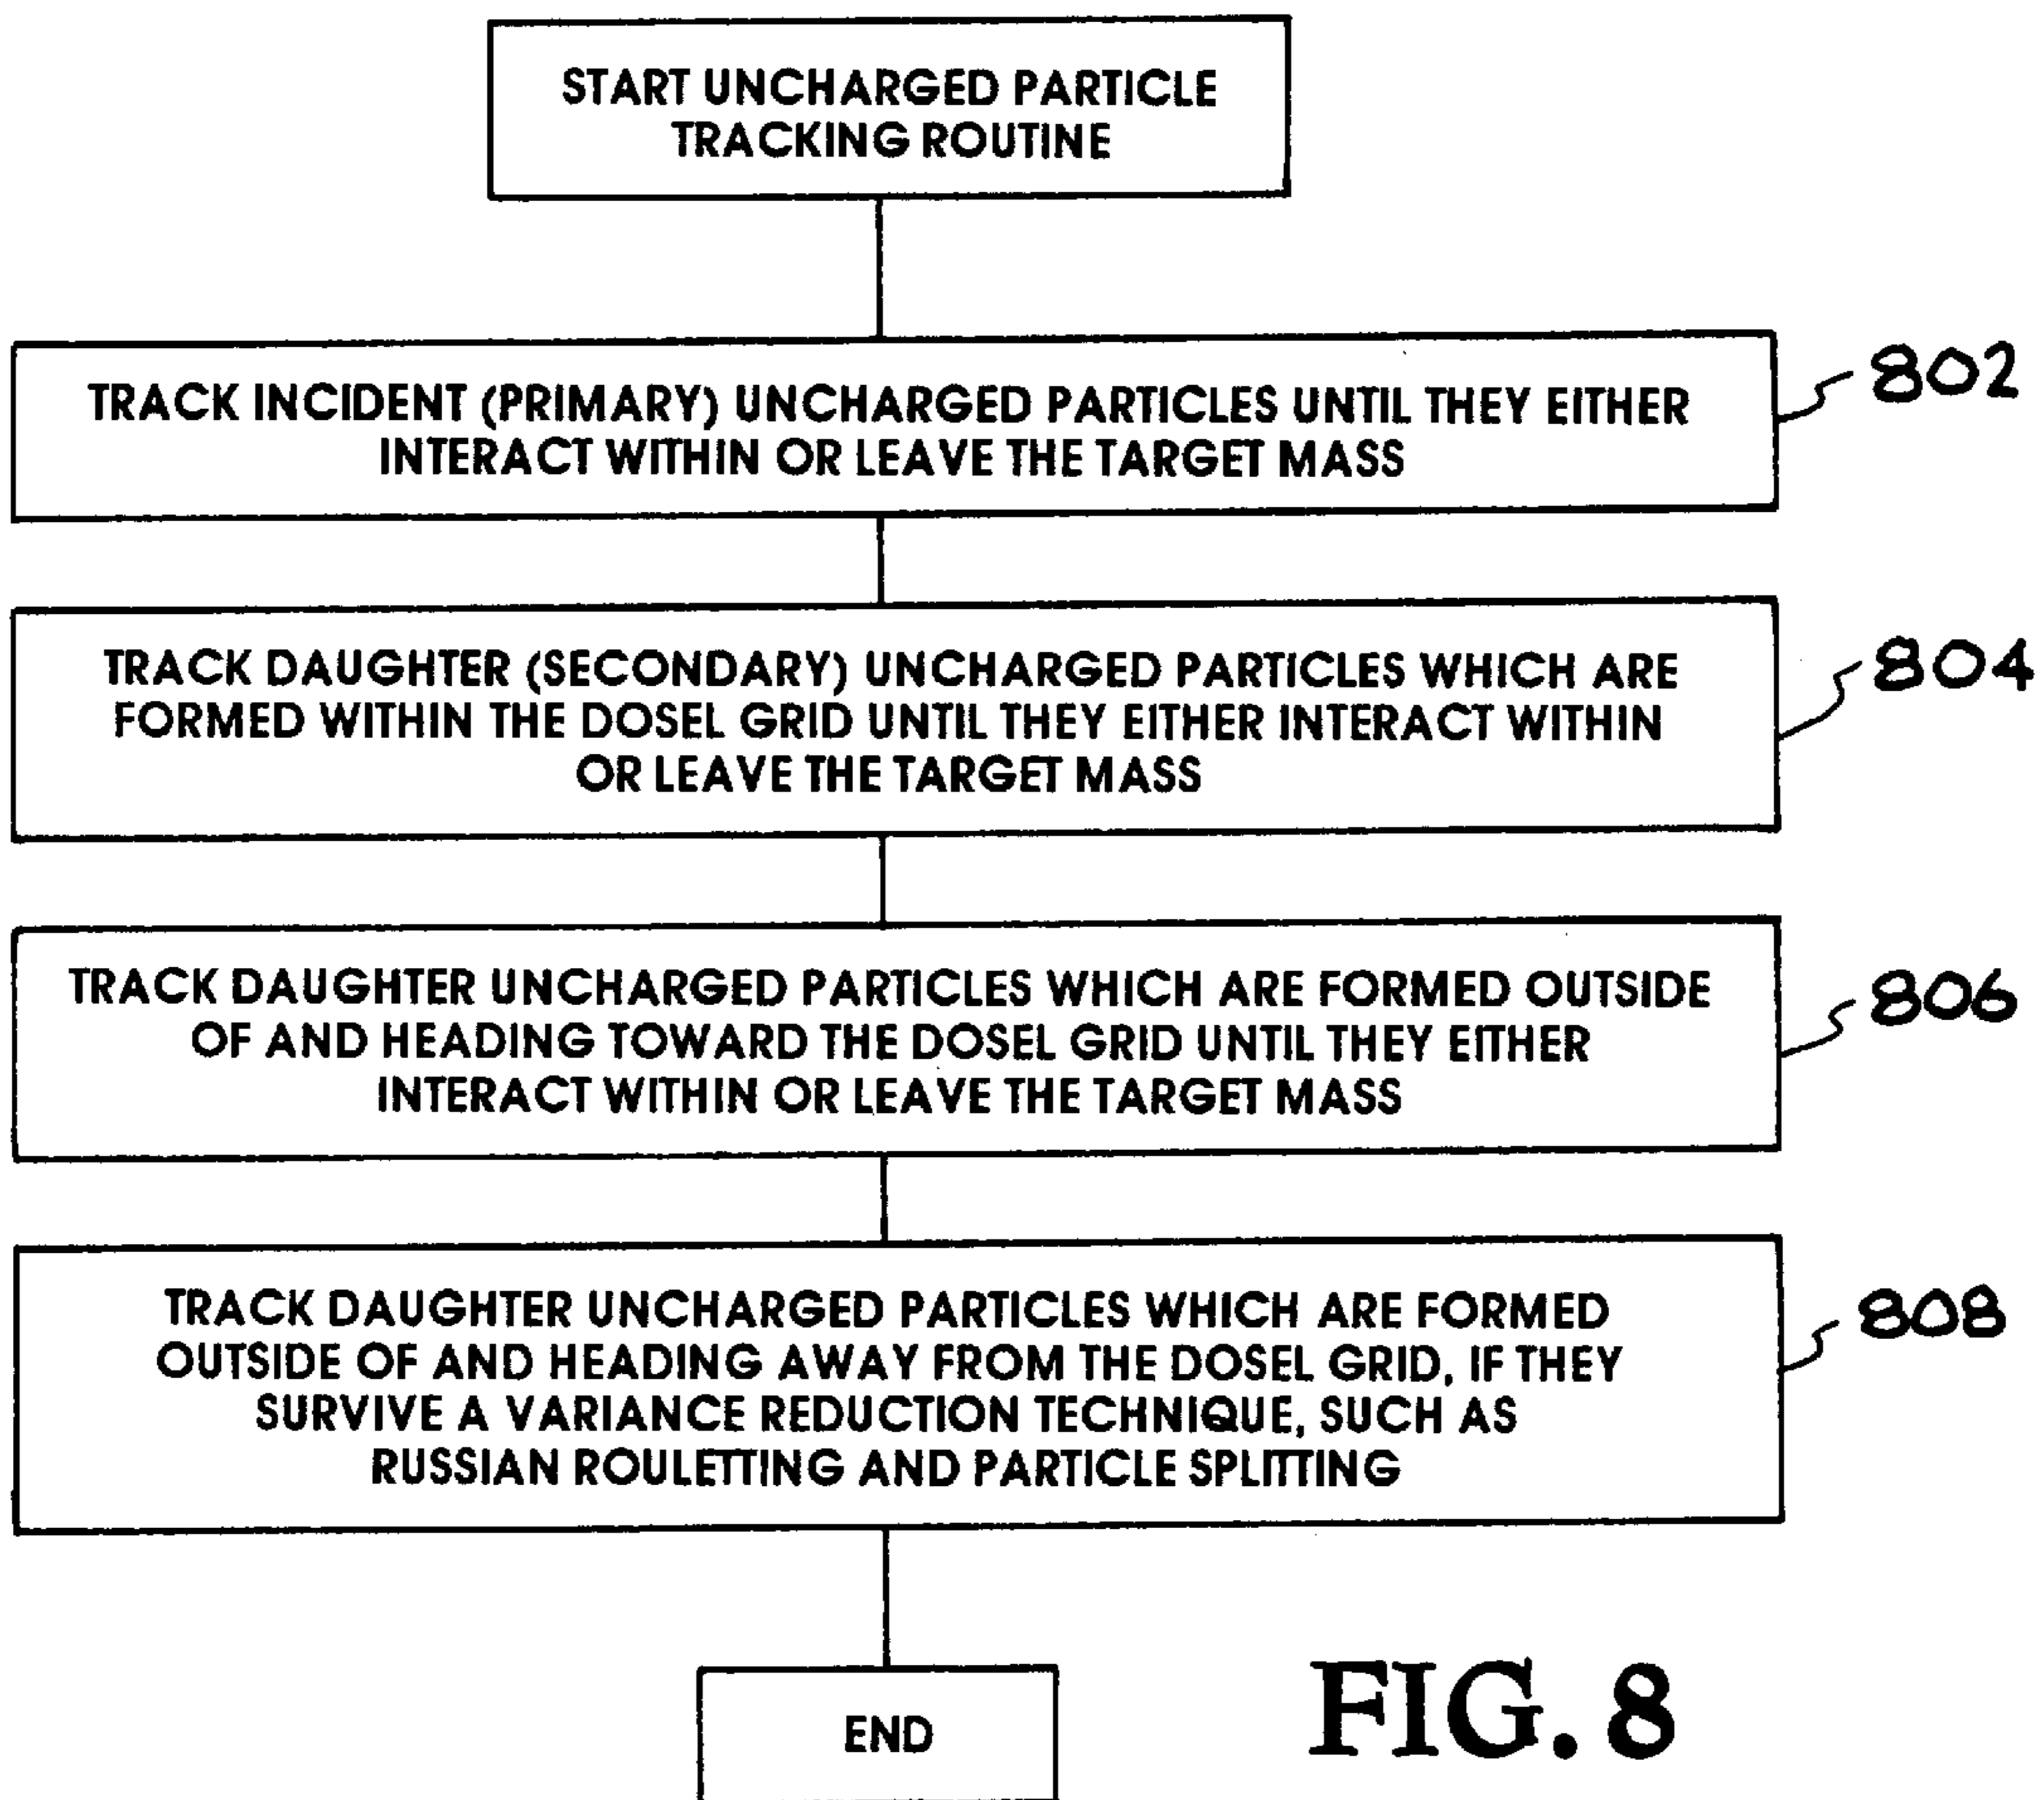 START UNCHARGED PARTICLE
TRACKING ROUTINE
TRACK INCIDENT (PRIMARY) UNCHARGED PARTICLES UNTIL THEY EITHER
INTERACT WITHIN OR LEAVE THE TARGET MASS
802
TRACK DAUGHTER (SECONDARY) UNCHARGED PARTICLES WHICH ARE
FORMED WITHIN THE DOSEL GRID UNTIL THEY EITHER INTERACT WITHIN
OR LEAVE THE TARGET MASS
804
TRACK DAUGHTER UNCHARGED PARTICLES WHICH ARE FORMED OUTSIDE
OF AND HEADING TOWARD THE DOSEL GRID UNTIL THEY EITHER
INTERACT WITHIN OR LEAVE THE TARGET MASS
806
TRACK DAUGHTER UNCHARGED PARTICLES WHICH ARE FORMED
OUTSIDE OF AND HEADING AWAY FROM THE DOSEL GRID, IF THEY
SURVIVE A VARIANCE REDUCTION TECHNIQUE, SUCH AS
RUSSIAN ROULETTING AND PARTICLE SPLITTING
808
END
FIG. 8